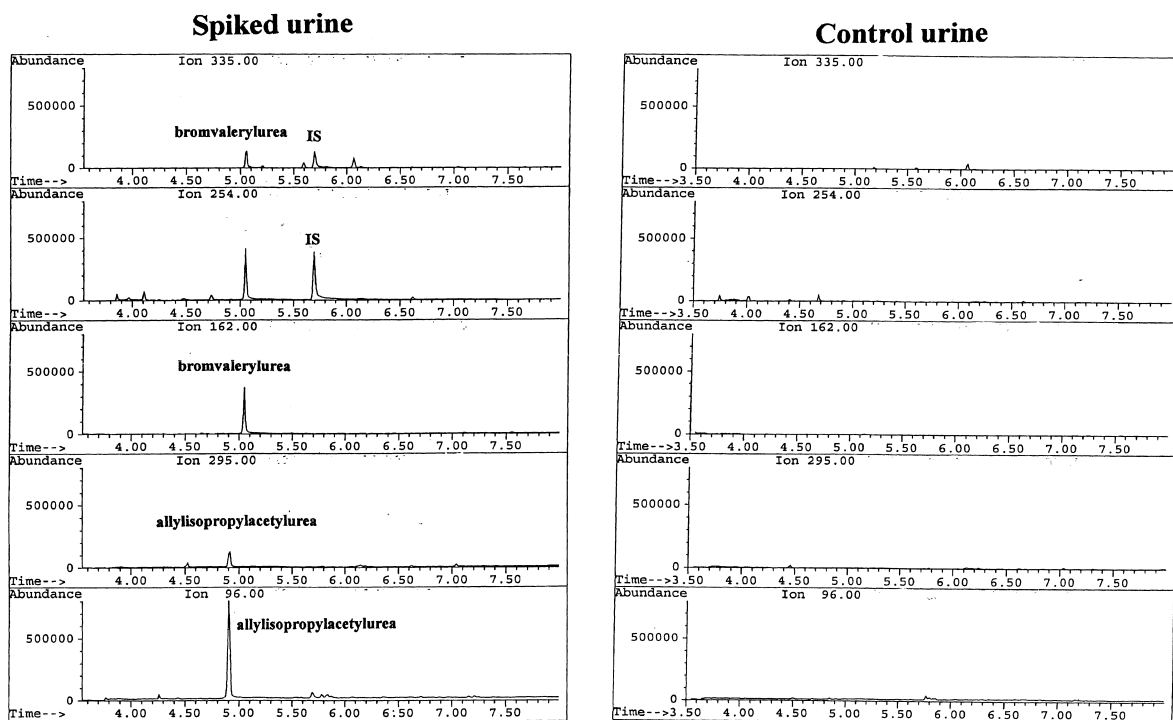 Spiked urine
Abundance Ion 335.00
500000
bromvalerylurea IS
0
Time--> 4.00 4.50 5.00 5.50 6.00 6.50 7.00 7.50
Abundance Ion 254.00
500000
IS
0
Time--> 4.00 4.50 5.00 5.50 6.00 6.50 7.00 7.50
Abundance Ion 162.00
bromvalerylurea
500000
0
Time--> 4.00 4.50 5.00 5.50 6.00 6.50 7.00 7.50
Abundance Ion 295.00
500000
allylisopropylacetylurea
0
Time--> 4.00 4.50 5.00 5.50 6.00 6.50 7.00 7.50
Abundance Ion 96.00
allylisopropylacetylurea
500000
0
Time--> 4.00 4.50 5.00 5.50 6.00 6.50 7.00 7.50
Control urine
Abundance Ion 335.00
500000
0
Time-->3.50 4.00 4.50 5.00 5.50 6.00 6.50 7.00 7.50
Abundance Ion 254.00
500000
0
Time-->3.50 4.00 4.50 5.00 5.50 6.00 6.50 7.00 7.50
Abundance Ion 162.00
500000
0
Time-->3.50 4.00 4.50 5.00 5.50 6.00 6.50 7.00 7.50
Abundance Ion 295.00
500000
0
Time-->3.50 4.00 4.50 5.00 5.50 6.00 6.50 7.00 7.50
Abundance Ion 96.00
500000
0
Time-->3.50 4.00 4.50 5.00 5.50 6.00 6.50 7.00 7.50